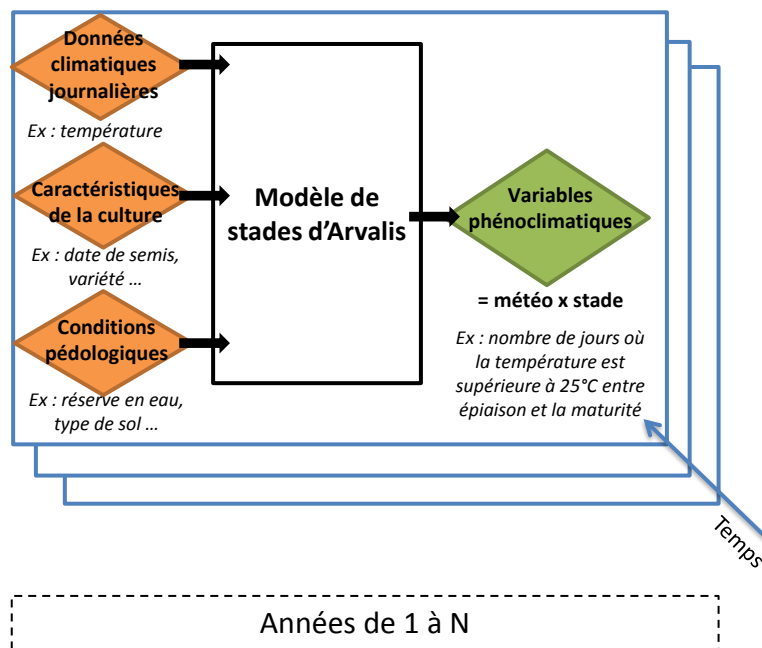 Données
climatiques
journalières
Ex : température
Caractéristiques
de la culture
Ex : date de semis,
variété ...
Conditions
pédologiques
Ex : réserve en eau,
type de sol ...
Modèle de
stades d'Arvalis
Variables
phénoclimatiques
= météo x stade
Ex : nombre de jours où
la température est
supérieure à 25°C entre
épiaison et la maturité
Temps
Années de 1 à N